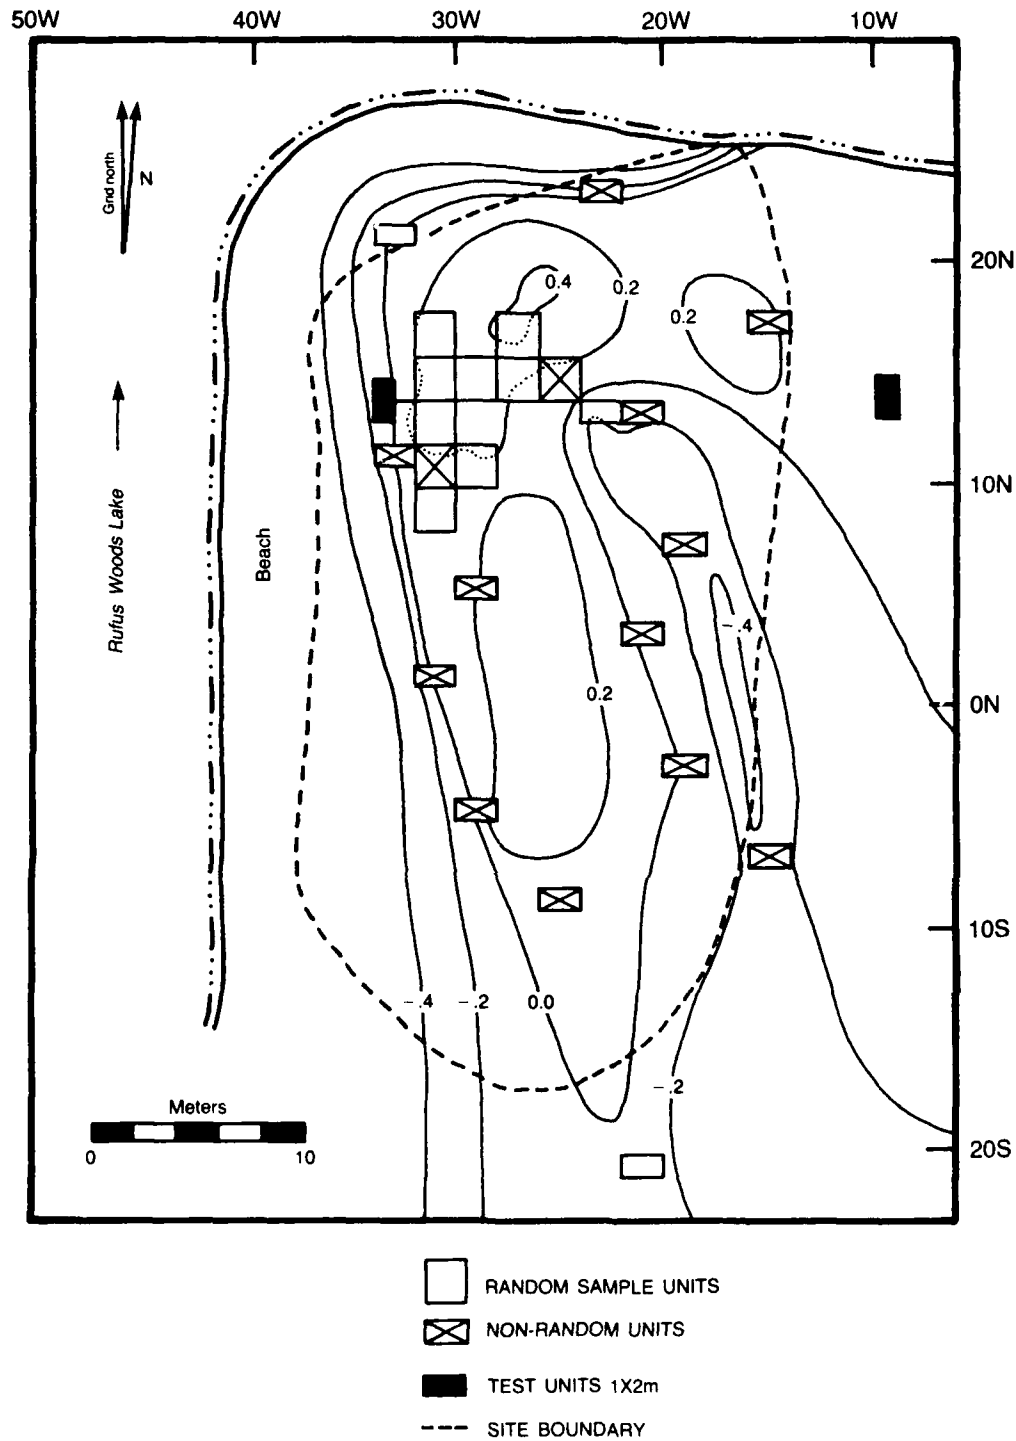 50W 40W 30W 20W 10W
Grid north
N
20N
0.4
0.2
0.2
10N
Rufus Woods Lake
Beach
-.4
0.2
0N
10S
-.4 -.2 0.0
-.2
Meters
0 10
20S
RANDOM SAMPLE UNITS
NON-RANDOM UNITS
TEST UNITS 1X2m
SITE BOUNDARY